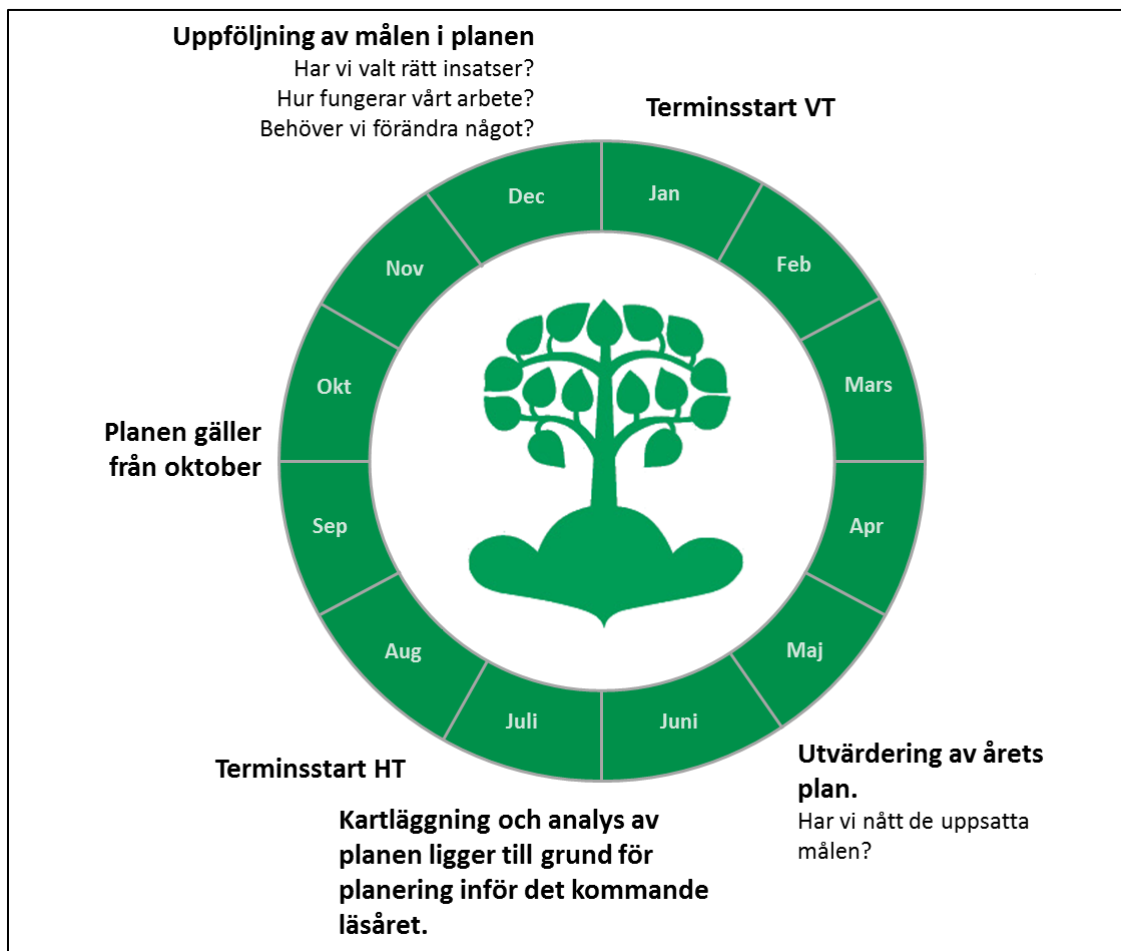 Uppföljning av målen i planen
Har vi valt rätt insatser?
Hur fungerar vårt arbete?
Behöver vi förändra något?
Terminsstart VT
Dec
Jan
Nov
Feb
Okt
Mars
Planen gäller
från oktober
Sep
Apr
Aug
Maj
Juli
Juni
Terminsstart HT
Utvärdering av årets
plan.
Har vi nått de uppsatta
målen?
Kartläggning och analys av
planen ligger till grund för
planering inför det kommande
läsåret.